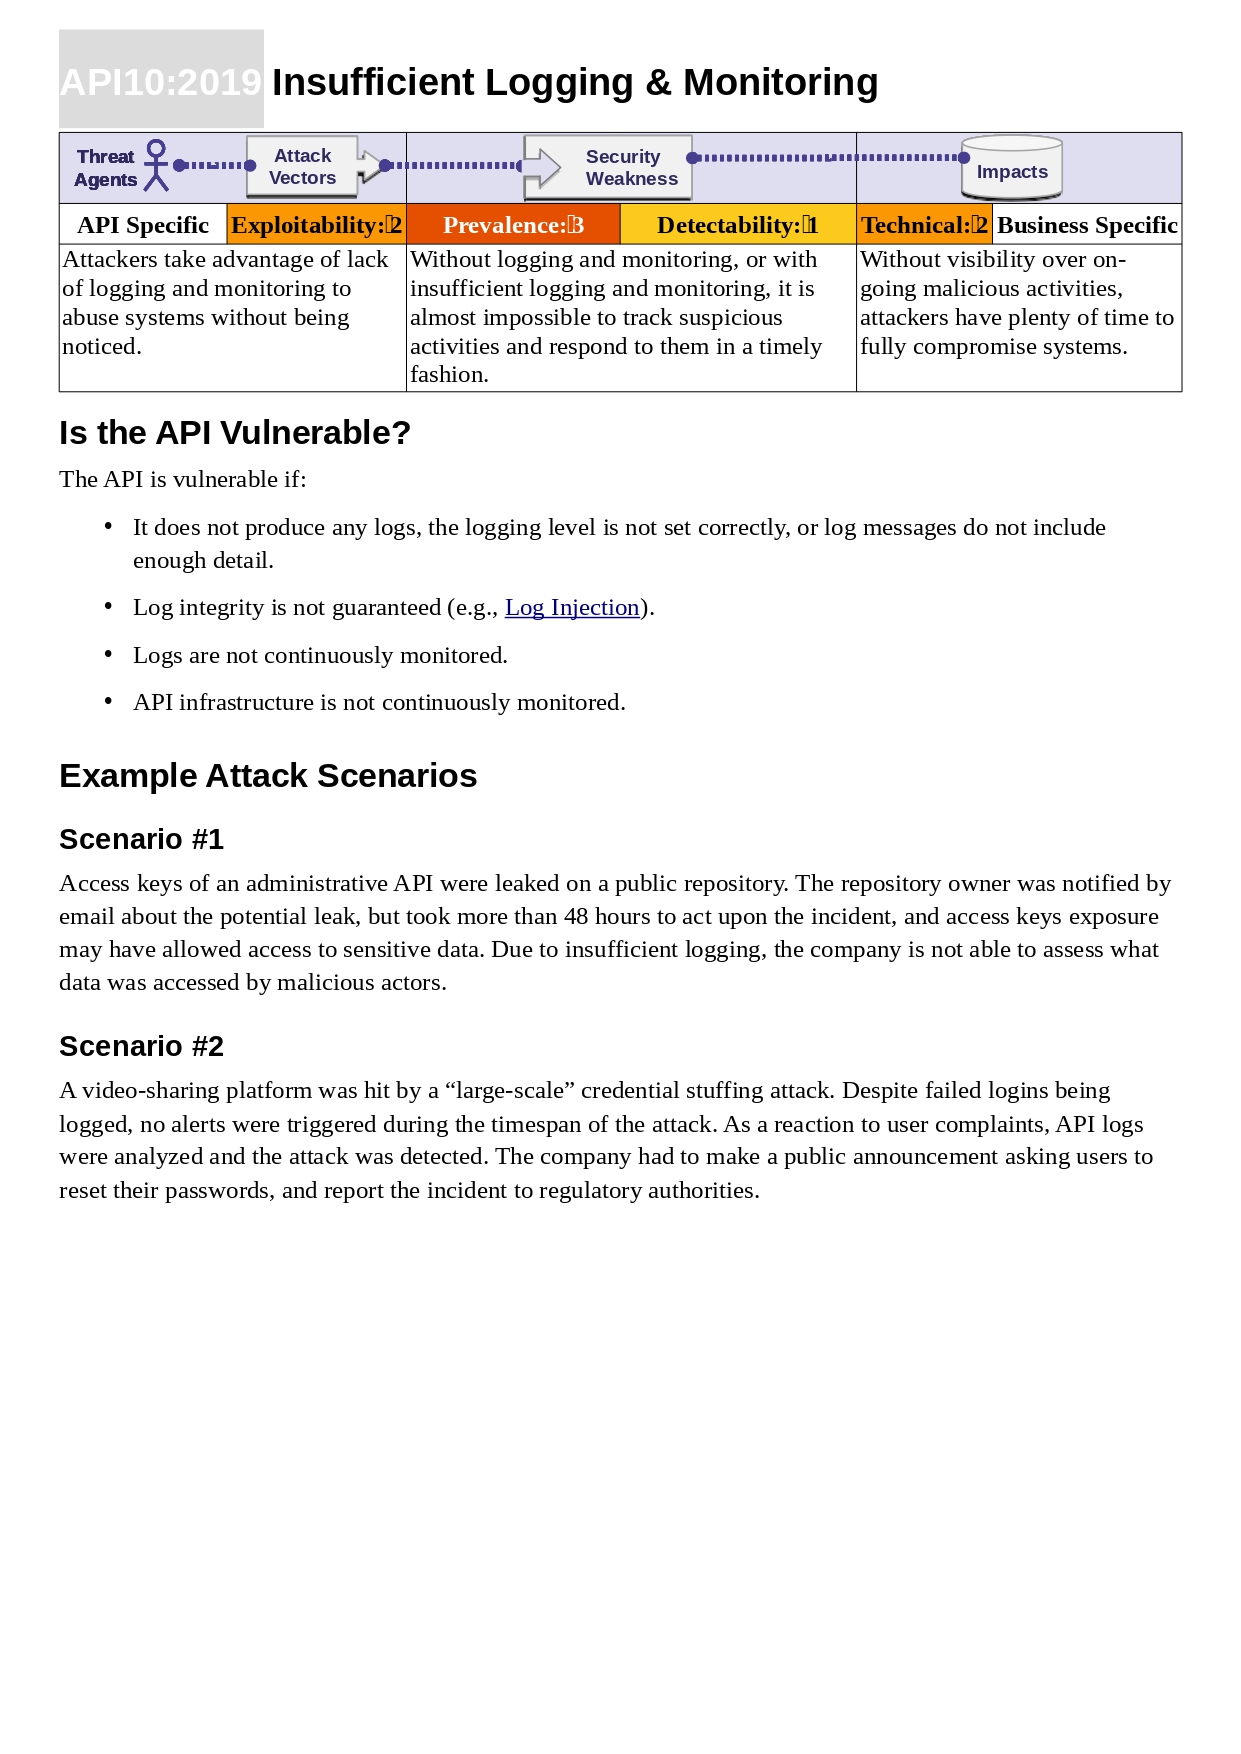 API10:2019 Insufficient Logging & Monitoring
Threat Agents
Attack Vectors
Security Weakness
Impacts
API Specific Exploitability: 2 Prevalence: 3 Detectability: 1 Technical: 2 Business Specific
Attackers take advantage of lack
of logging and monitoring to
abuse systems without being
noticed.
Without logging and monitoring, or with
insufficient logging and monitoring, it is
almost impossible to track suspicious
activities and respond to them in a timely
fashion.
Without visibility over on-
going malicious activities,
attackers have plenty of time to
fully compromise systems.
Is the API Vulnerable?
The API is vulnerable if:
• It does not produce any logs, the logging level is not set correctly, or log messages do not include
enough detail.
• Log integrity is not guaranteed (e.g., Log Injection).
• Logs are not continuously monitored.
• API infrastructure is not continuously monitored.
Example Attack Scenarios
Scenario #1
Access keys of an administrative API were leaked on a public repository. The repository owner was notified by
email about the potential leak, but took more than 48 hours to act upon the incident, and access keys exposure
may have allowed access to sensitive data. Due to insufficient logging, the company is not able to assess what
data was accessed by malicious actors.
Scenario #2
A video-sharing platform was hit by a “large-scale” credential stuffing attack. Despite failed logins being
logged, no alerts were triggered during the timespan of the attack. As a reaction to user complaints, API logs
were analyzed and the attack was detected. The company had to make a public announcement asking users to
reset their passwords, and report the incident to regulatory authorities.